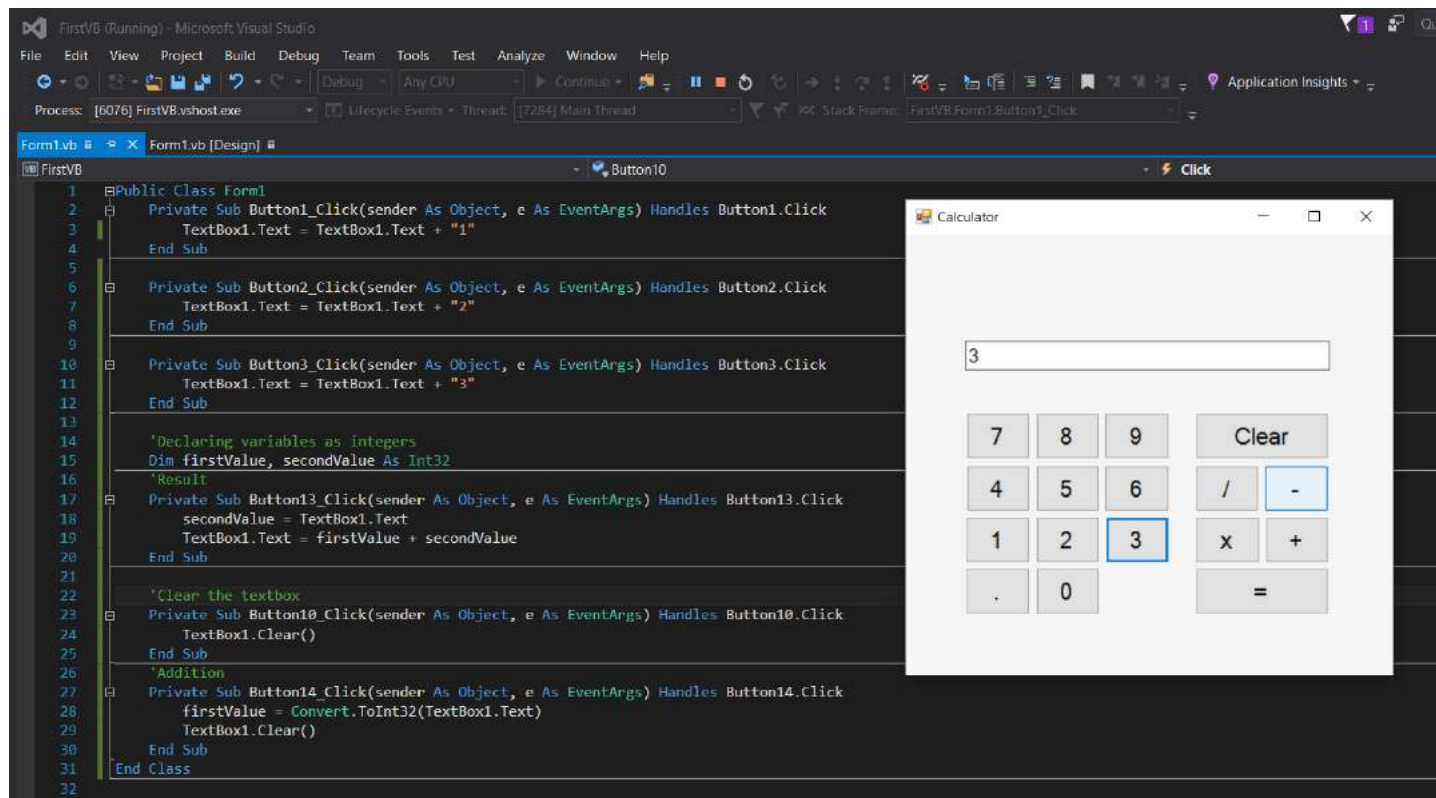 FirstVB (Running) - Microsoft Visual Studio
1
Qu
File Edit View Project Build Debug Team Tools Test Analyze Window Help
Debug Any CPU Continue Application Insights
Process: [6076] FirstVB.vshost.exe Lifecycle Events Thread: [7284] Main Thread Stack Frame: FirstVB.Form1.Button1_Click
Form1.vb Form1.vb [Design]
FirstVB Button10 Click
1 Public Class Form1
2 Private Sub Button1_Click(sender As Object, e As EventArgs) Handles Button1.Click
3 TextBox1.Text = TextBox1.Text + "1"
4 End Sub
5
6 Private Sub Button2_Click(sender As Object, e As EventArgs) Handles Button2.Click
7 TextBox1.Text = TextBox1.Text + "2"
8 End Sub
9
10 Private Sub Button3_Click(sender As Object, e As EventArgs) Handles Button3.Click
11 TextBox1.Text = TextBox1.Text + "3"
12 End Sub
13
14 'Declaring variables as integers
15 Dim firstValue, secondValue As Int32
16 'Result
17 Private Sub Button13_Click(sender As Object, e As EventArgs) Handles Button13.Click
18 secondValue = TextBox1.Text
19 TextBox1.Text = firstValue + secondValue
20 End Sub
21
22 'Clear the textbox
23 Private Sub Button10_Click(sender As Object, e As EventArgs) Handles Button10.Click
24 TextBox1.Clear()
25 End Sub
26 'Addition
27 Private Sub Button14_Click(sender As Object, e As EventArgs) Handles Button14.Click
28 firstValue = Convert.ToInt32(TextBox1.Text)
29 TextBox1.Clear()
30 End Sub
31 End Class
32
Calculator
3
7 8 9 Clear
4 5 6 / -
1 2 3 x +
. 0 =